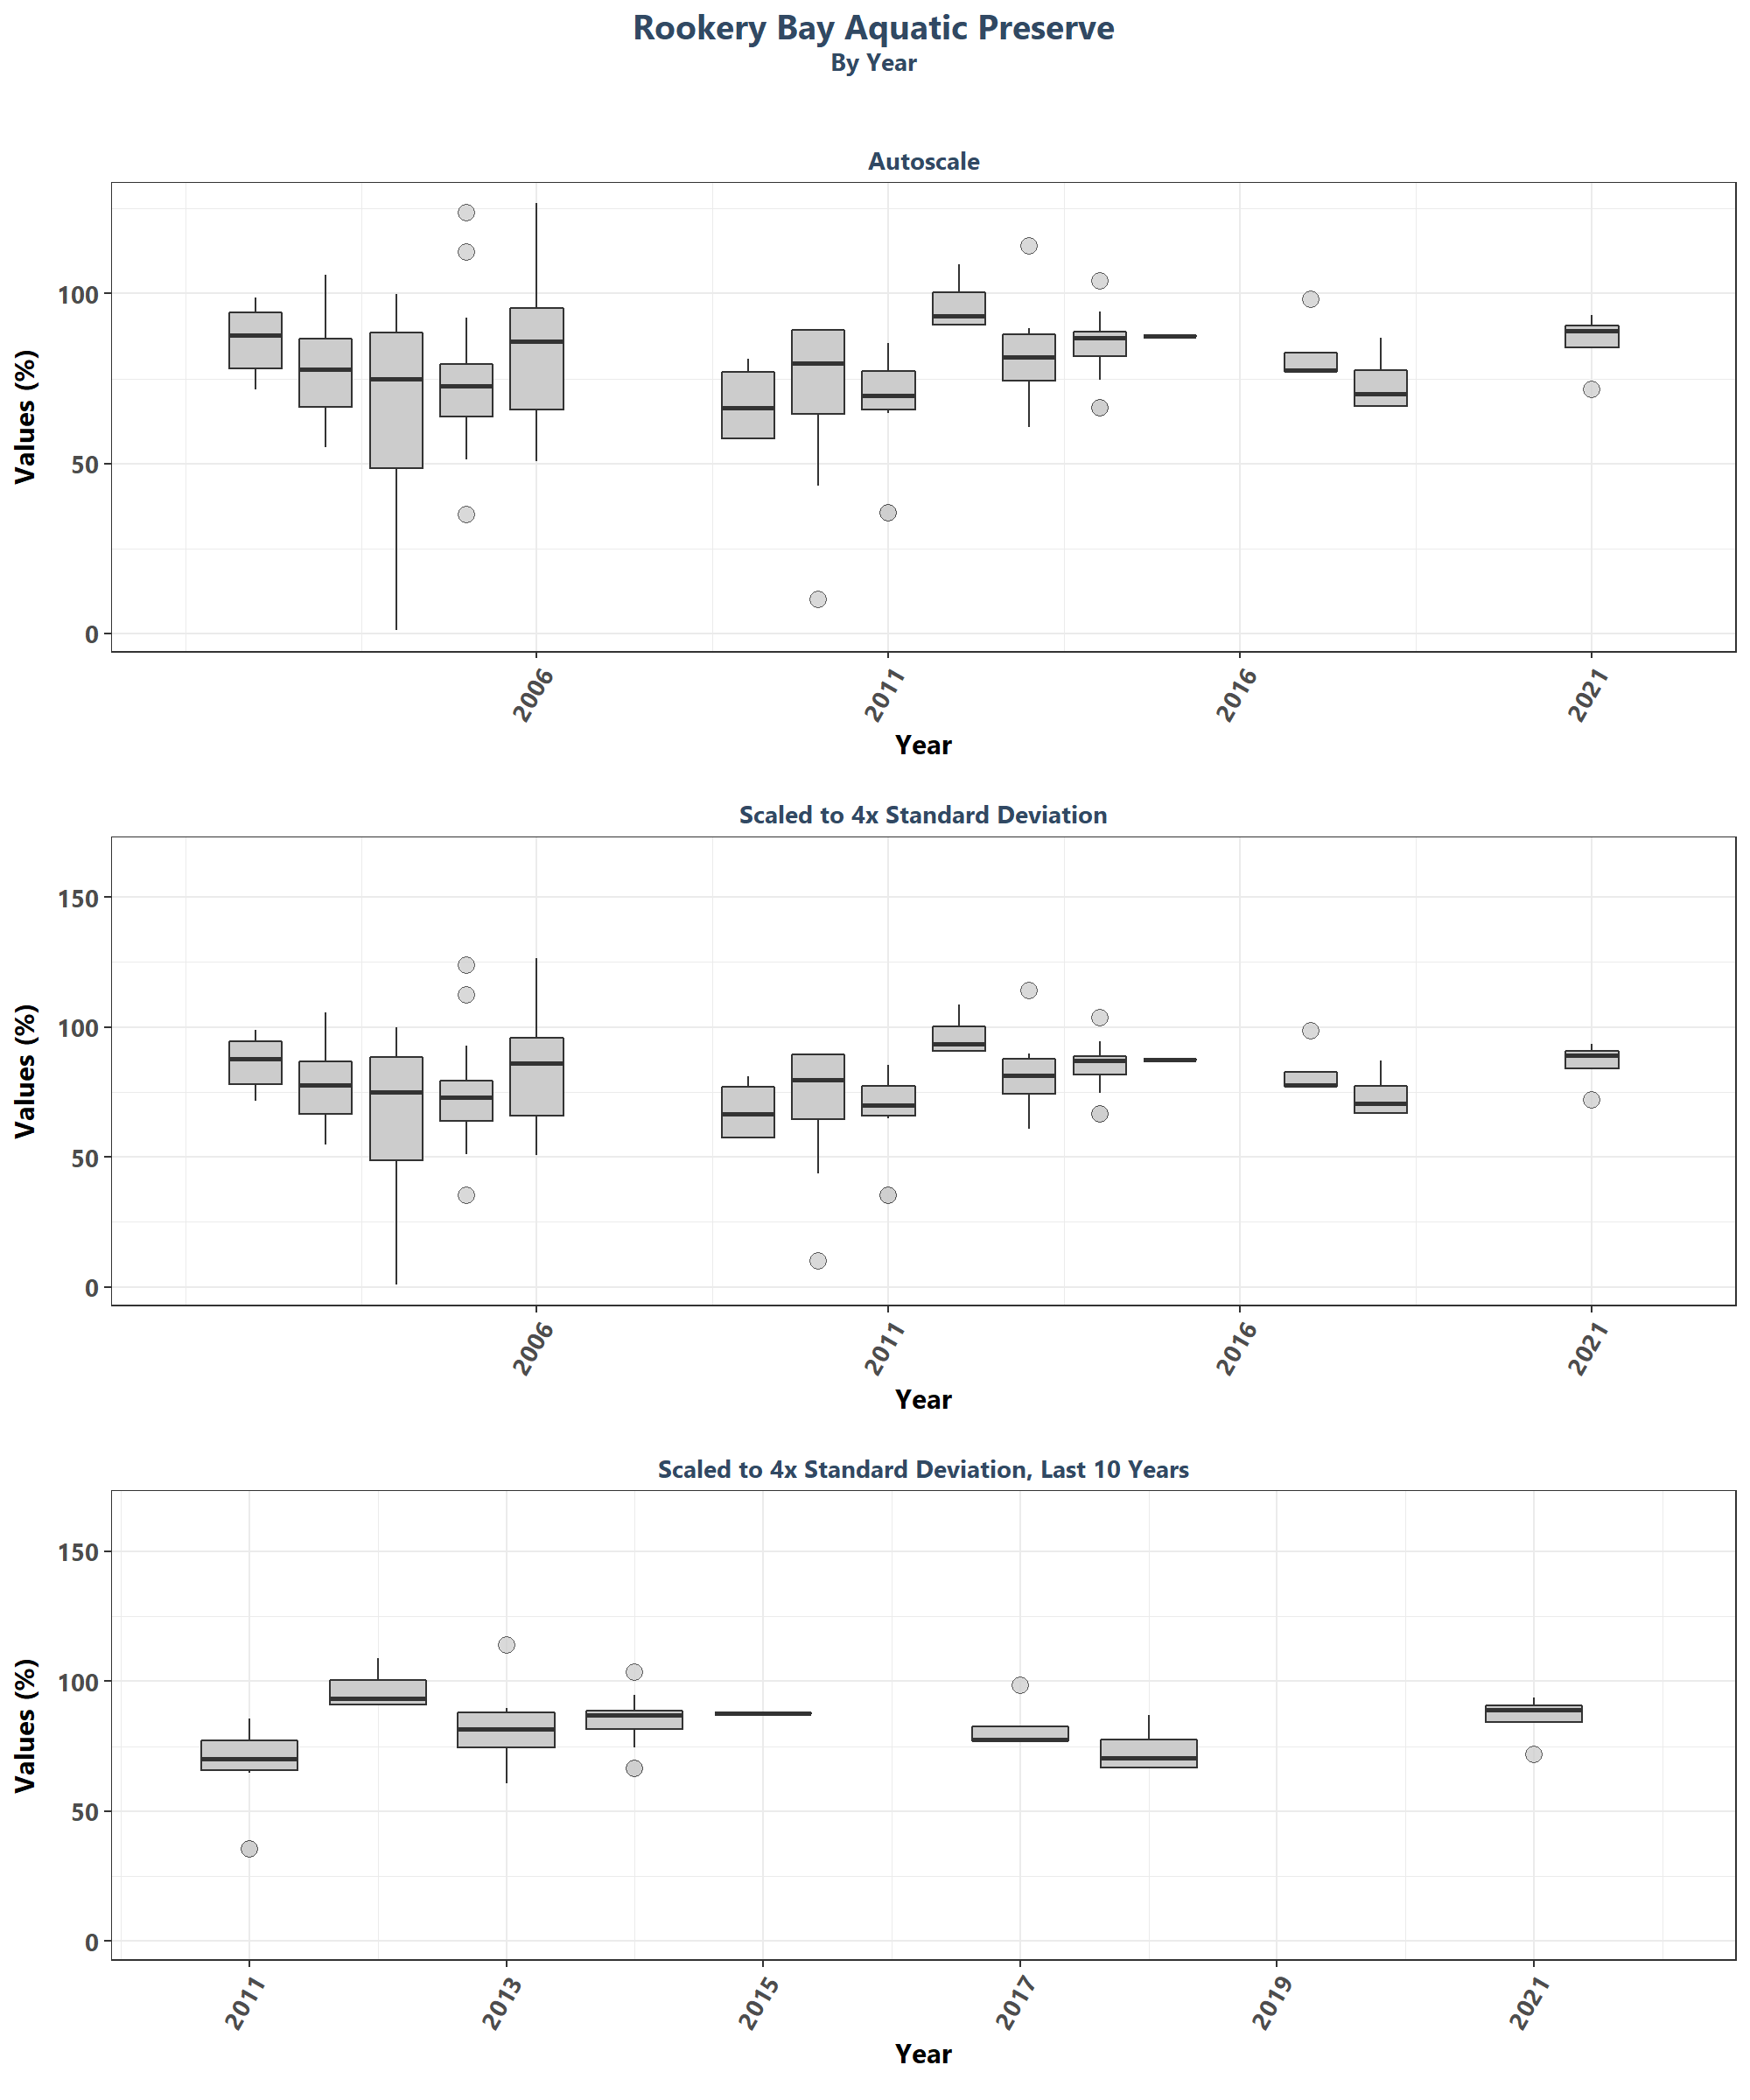 Rookery Bay Aquatic Preserve
By Year
Autoscale
Values (%)
100
50
0
2006
2011
2016
2021
Year
Scaled to 4x Standard Deviation
Values (%)
150
100
50
0
2006
2011
2016
2021
Year
Scaled to 4x Standard Deviation, Last 10 Years
Values (%)
150
100
50
0
2011
2013
2015
2017
2019
2021
Year